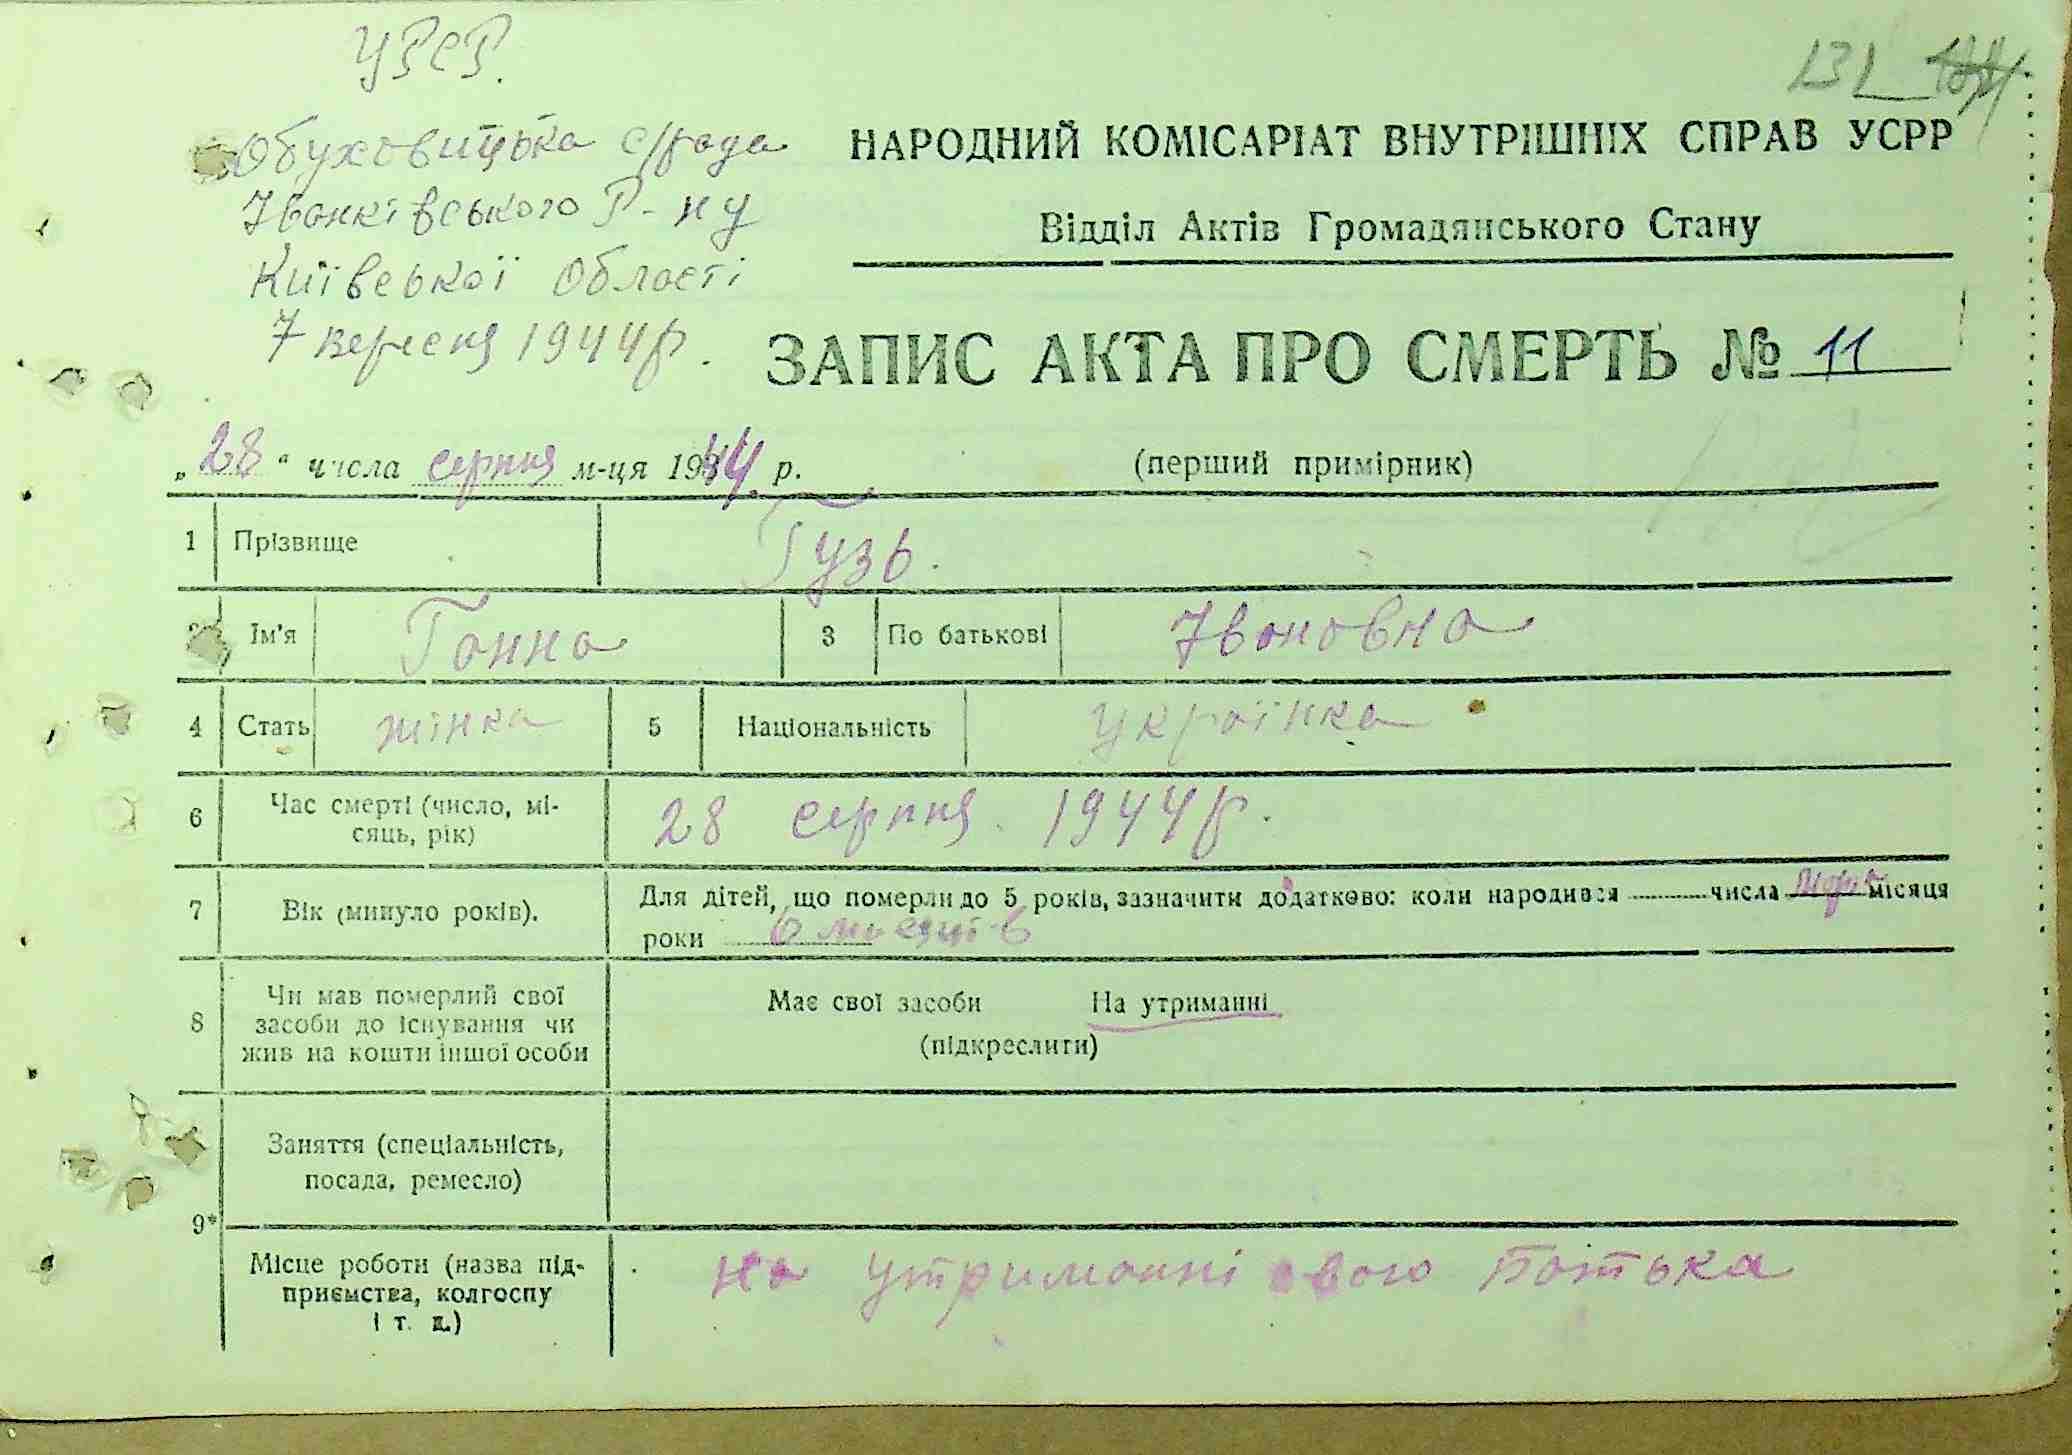 УРСР.
131
Обуховицька с/рада
Іванківського Р-ну
Київської Області
7 вересня 1944 р.
НАРОДНИЙ КОМІСАРІАТ ВНУТРІШНІХ СПРАВ УСРР
Відділ Актів Громадянського Стану
ЗАПИС АКТА ПРО СМЕРТЬ № 11
„28“ числа серпня м-ця 1944 р.
(перший примірник)
1 Прізвище Гузь.
2 Ім'я Ганна 3 По батькові Івановна
4 Стать жінка 5 Національність Українка
6 Час смерті (число, мі-
сяць, рік) 28 серпня 1944 р.
7 Вік (минуло років). Для дітей, що померли до 5 років, зазначити додатково: коли народився числа місяця
роки 6 місяців
8 Чи мав померлий свої
засоби до існування чи
жив на кошти іншої особи
Має свої засоби На утриманні
(підкреслити)
9* Заняття (спеціальність,
посада, ремесло)
Місце роботи (назва під-
приємства, колгоспу
і т. д.)
на утриманні свого Батька